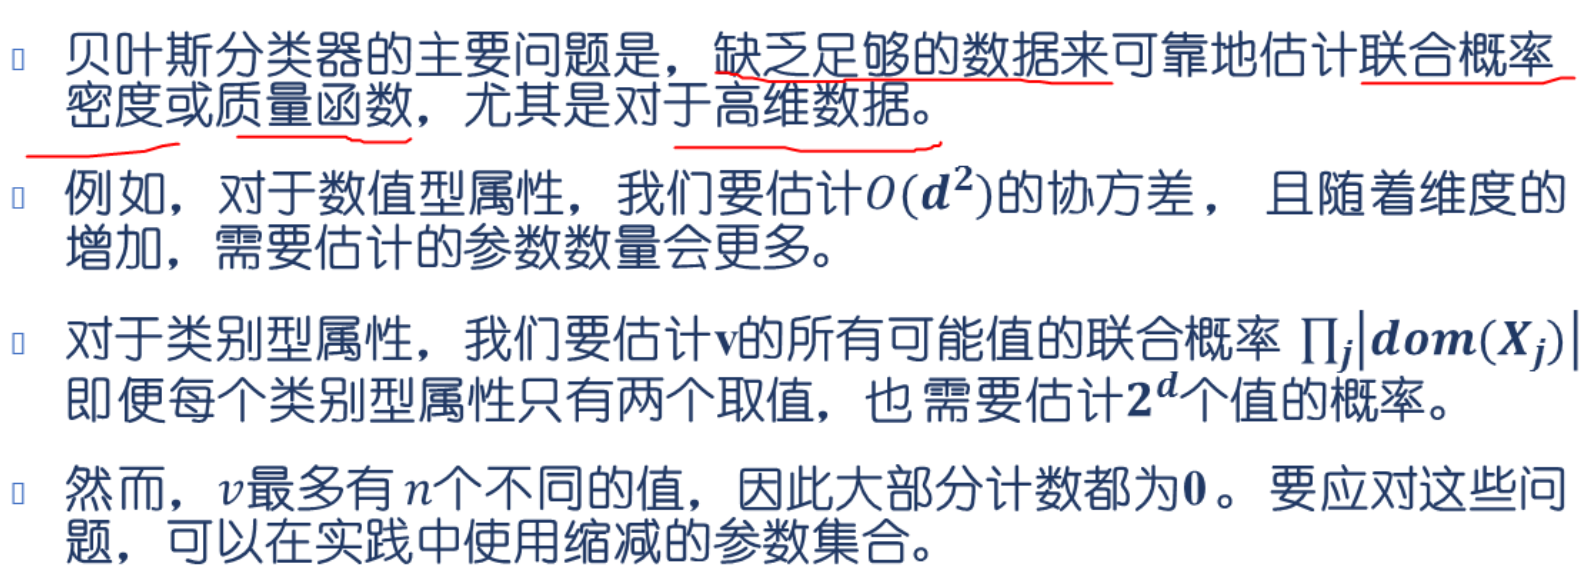 贝叶斯分类器的主要问题是，缺乏足够的数据来可靠地估计联合概率
密度或质量函数，尤其是对于高维数据。
例如，对于数值型属性，我们要估计O(d²)的协方差， 且随着维度的
增加，需要估计的参数数量会更多。
对于类别型属性，我们要估计v的所有可能值的联合概率 ∏ⱼ|dom(Xⱼ)|
即便每个类别型属性只有两个取值，也 需要估计2ᵈ个值的概率。
然而，v最多有n个不同的值，因此大部分计数都为0。要应对这些问
题，可以在实践中使用缩减的参数集合。